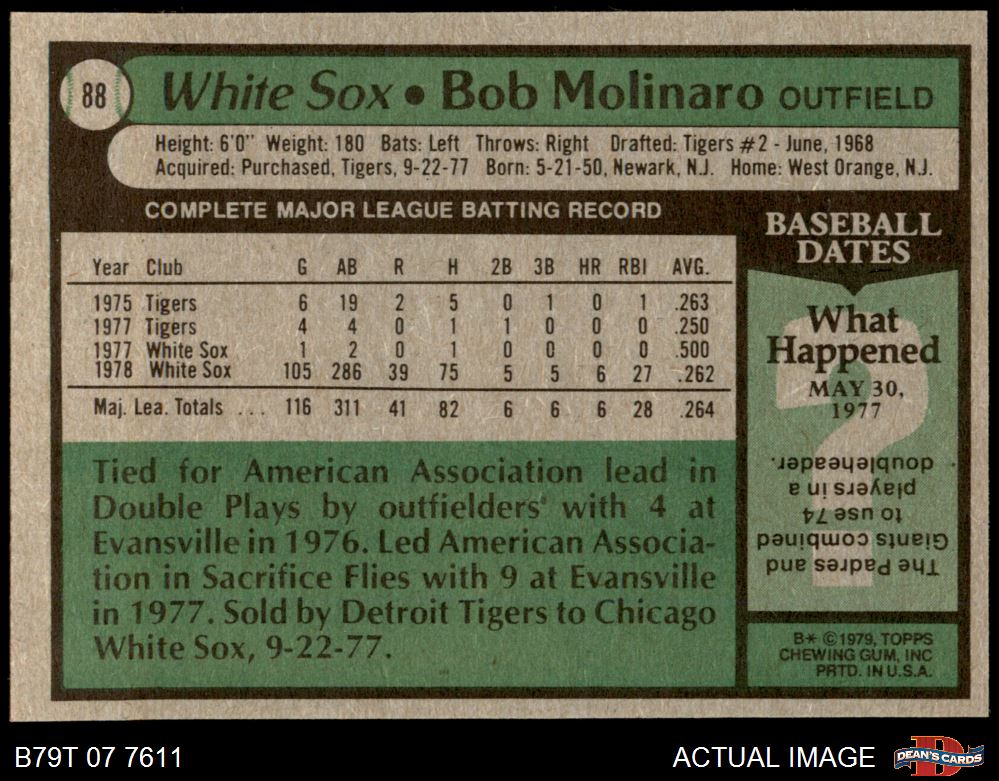 88
White Sox • Bob Molinaro OUTFIELD
Height: 6'0" Weight: 180 Bats: Left Throws: Right Drafted: Tigers #2 - June, 1968
Acquired: Purchased, Tigers, 9-22-77 Born: 5-21-50, Newark, N.J. Home: West Orange, N.J.
COMPLETE MAJOR LEAGUE BATTING RECORD
Year Club G AB R H 2B 3B HR RBI AVG.
1975 Tigers 6 19 2 5 0 1 0 1 .263
1977 Tigers 4 4 0 1 1 0 0 0 .250
1977 White Sox 1 2 0 1 0 0 0 0 .500
1978 White Sox 105 286 39 75 5 5 6 27 .262
Maj. Lea. Totals ... 116 311 41 82 6 6 6 28 .264
Tied for American Association lead in
Double Plays by outfielders' with 4 at
Evansville in 1976. Led American Associa-
tion in Sacrifice Flies with 9 at Evansville
in 1977. Sold by Detroit Tigers to Chicago
White Sox, 9-22-77.
BASEBALL
DATES
What
Happened
MAY 30,
1977
?
The Padres and
Giants combined
to use 74
players in a
doubleheader.
B* ©1979, TOPPS
CHEWING GUM, INC
PRTD. IN U.S.A.
B79T 07 7611
ACTUAL IMAGE
D
DEAN'S CARDS